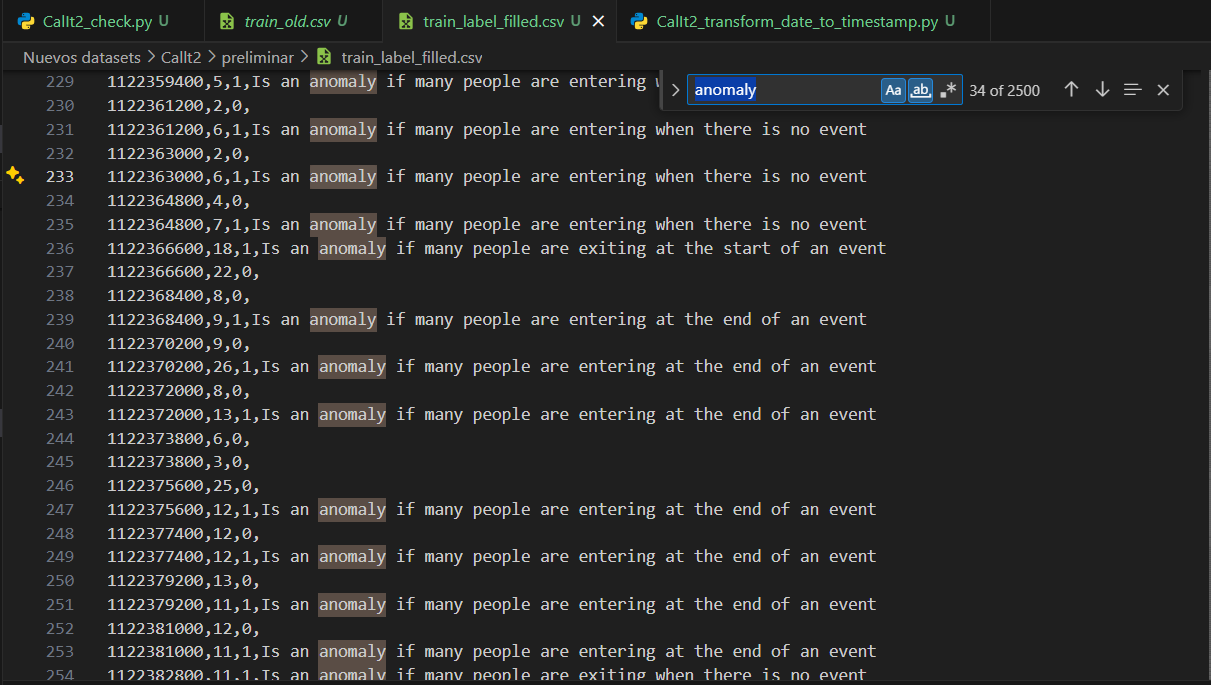 CalIt2_check.py U train_old.csv U train_label_filled.csv U CalIt2_transform_date_to_timestamp.py U
Nuevos datasets > CalIt2 > preliminar > train_label_filled.csv
anomaly Aa ab .* 34 of 2500
229 1122359400,5,1,Is an anomaly if many people are entering
230 1122361200,2,0,
231 1122361200,6,1,Is an anomaly if many people are entering when there is no event
232 1122363000,2,0,
233 1122363000,6,1,Is an anomaly if many people are entering when there is no event
234 1122364800,4,0,
235 1122364800,7,1,Is an anomaly if many people are entering when there is no event
236 1122366600,18,1,Is an anomaly if many people are exiting at the start of an event
237 1122366600,22,0,
238 1122368400,8,0,
239 1122368400,9,1,Is an anomaly if many people are entering at the end of an event
240 1122370200,9,0,
241 1122370200,26,1,Is an anomaly if many people are entering at the end of an event
242 1122372000,8,0,
243 1122372000,13,1,Is an anomaly if many people are entering at the end of an event
244 1122373800,6,0,
245 1122373800,3,0,
246 1122375600,25,0,
247 1122375600,12,1,Is an anomaly if many people are entering at the end of an event
248 1122377400,12,0,
249 1122377400,12,1,Is an anomaly if many people are entering at the end of an event
250 1122379200,13,0,
251 1122379200,11,1,Is an anomaly if many people are entering at the end of an event
252 1122381000,12,0,
253 1122381000,11,1,Is an anomaly if many people are entering at the end of an event
254 1122382800,11,1,Is an anomaly if many people are exiting when there is no event